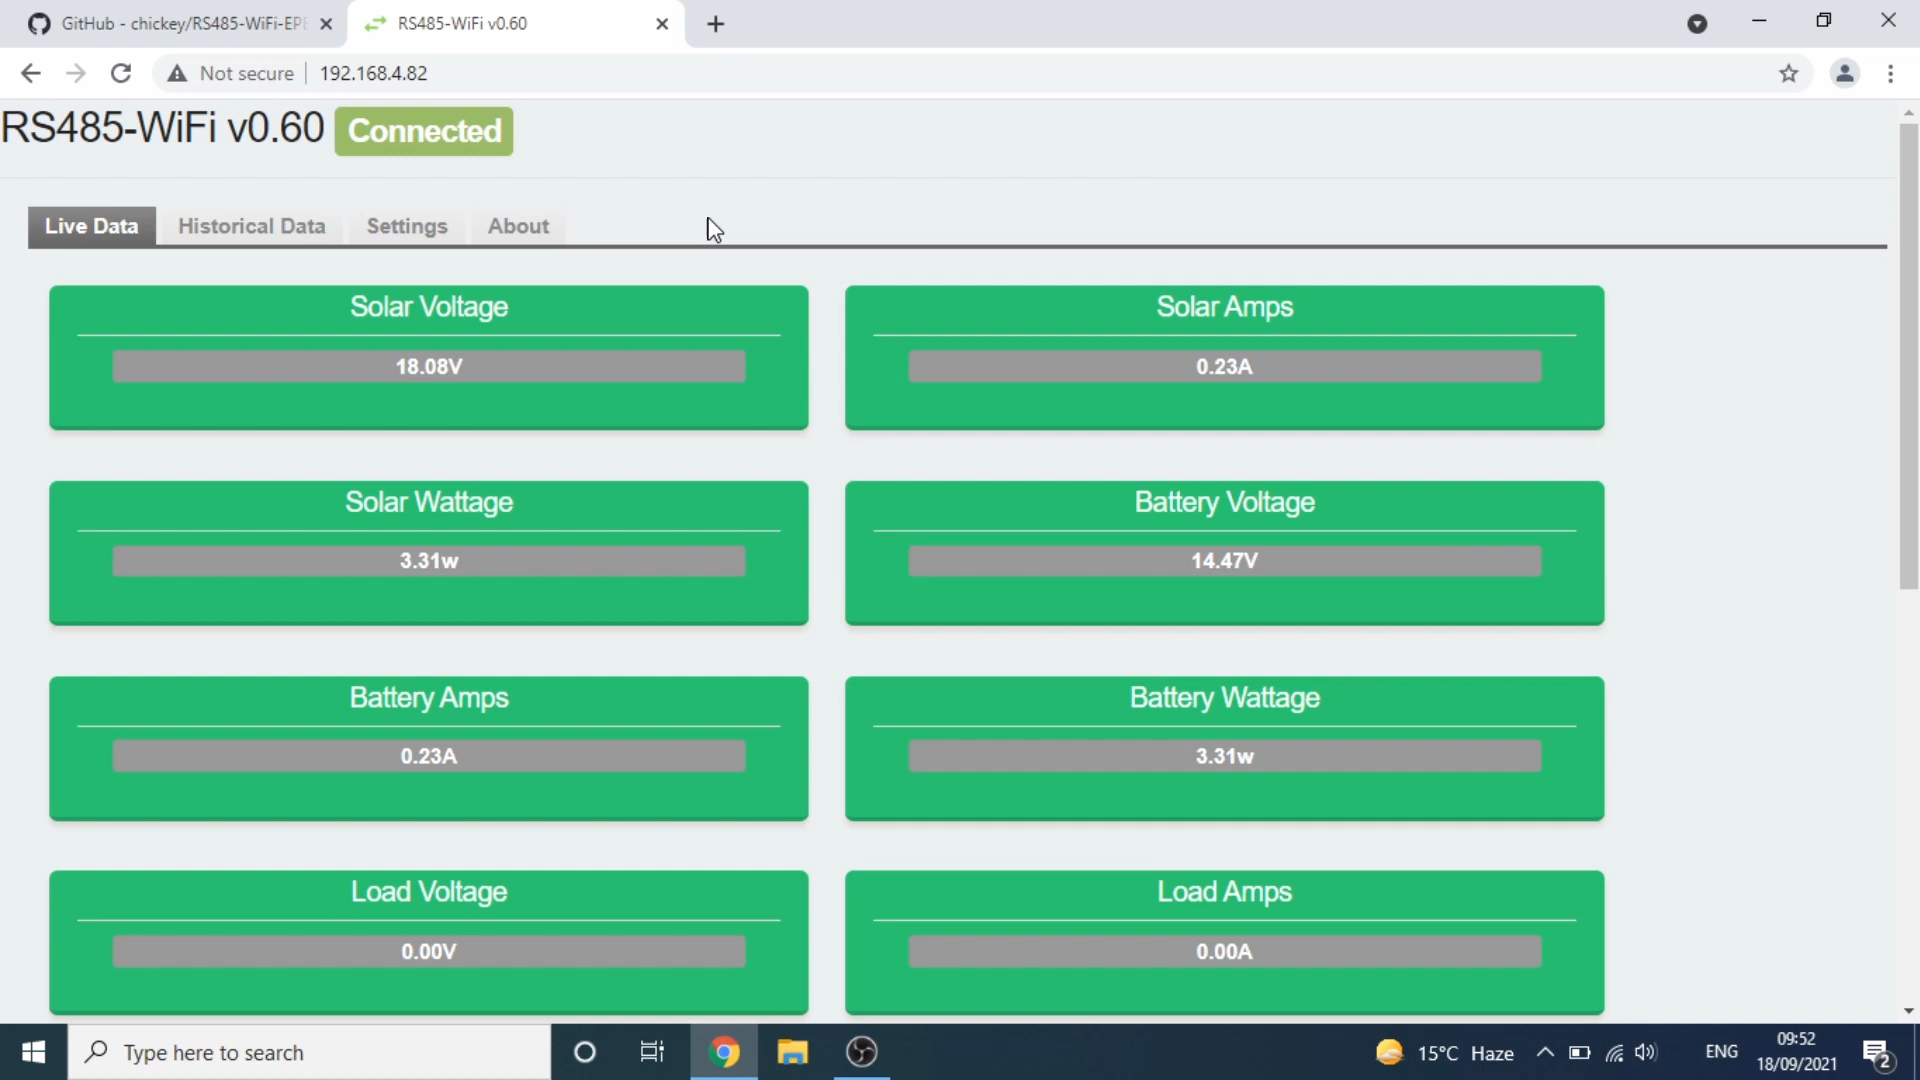 GitHub - chickey/RS485-WiFi-EPE
RS485-WiFi v0.60
Not secure
192.168.4.82
RS485-WiFi v0.60 Connected
Live Data
Historical Data
Settings
About
Solar Voltage
18.08V
Solar Amps
0.23A
Solar Wattage
3.31w
Battery Voltage
14.47V
Battery Amps
0.23A
Battery Wattage
3.31w
Load Voltage
0.00V
Load Amps
0.00A
Type here to search
15°C Haze
ENG
09:52
18/09/2021
2